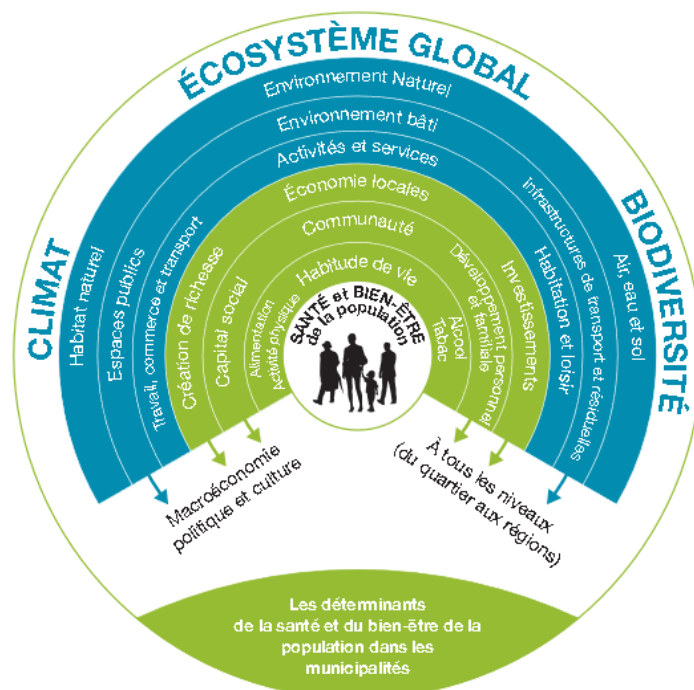 ÉCOSYSTÈME GLOBAL
CLIMAT
BIODIVERSITÉ
Environnement Naturel
Habitat naturel
Air, eau et sol
Environnement bâti
Espaces publics
Infrastructures de transport et résiduelles
Activités et services
Travail, commerce et transport
Habitation et loisir
Économie locales
Création de richesse
Investissements
Communauté
Capital social
Développement personnel
et familiale
Habitude de vie
Alimentation
Activité physique
Alcool
Tabac
SANTÉ et BIEN-ÊTRE
de la population
Macroéconomie
politique et culture
À tous les niveaux
(du quartier aux régions)
Les déterminants
de la santé et du bien-être de la
population dans les
municipalités